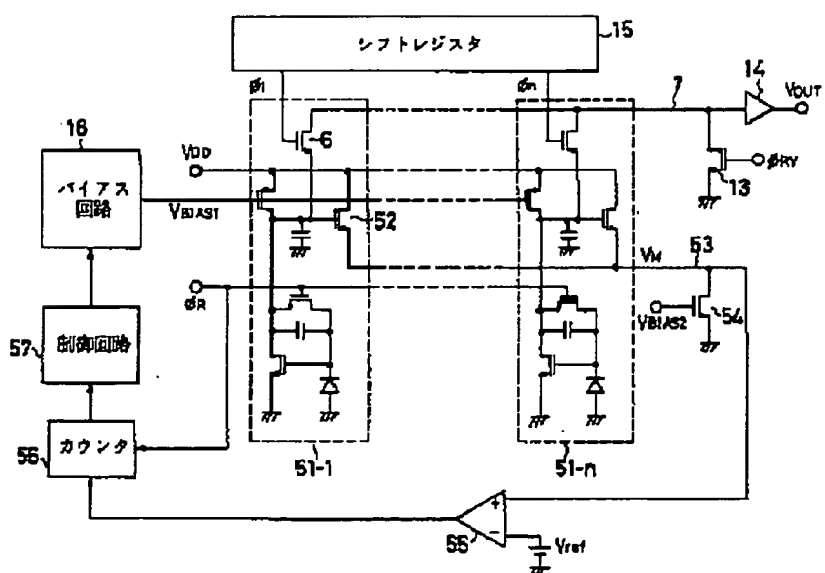 シフトレジスタ
15
φ1
φn
7
14
VOUT
6
φRY
13
16
バイアス
回路
VDD
VBIAS1
52
VM
53
φR
VBIAS2
54
制御回路
57
カウンタ
56
51-1
51-n
+
-
55
Vref